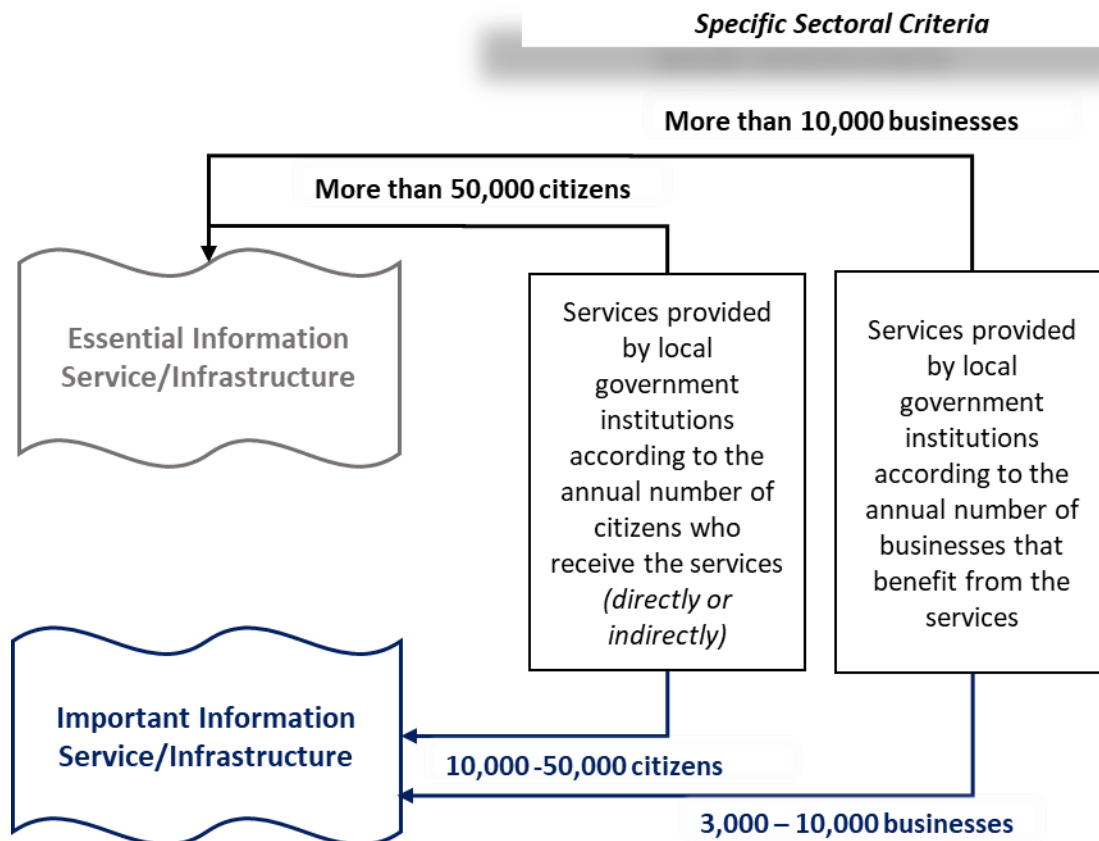 Specific Sectoral Criteria
More than 10,000 businesses
More than 50,000 citizens
Essential Information
Service/Infrastructure
Services provided
by local
government
institutions
according to the
annual number of
citizens who
receive the services
(directly or
indirectly)
Services provided
by local
government
institutions
according to the
annual number of
businesses that
benefit from the
services
Important Information
Service/Infrastructure
10,000 -50,000 citizens
3,000 – 10,000 businesses